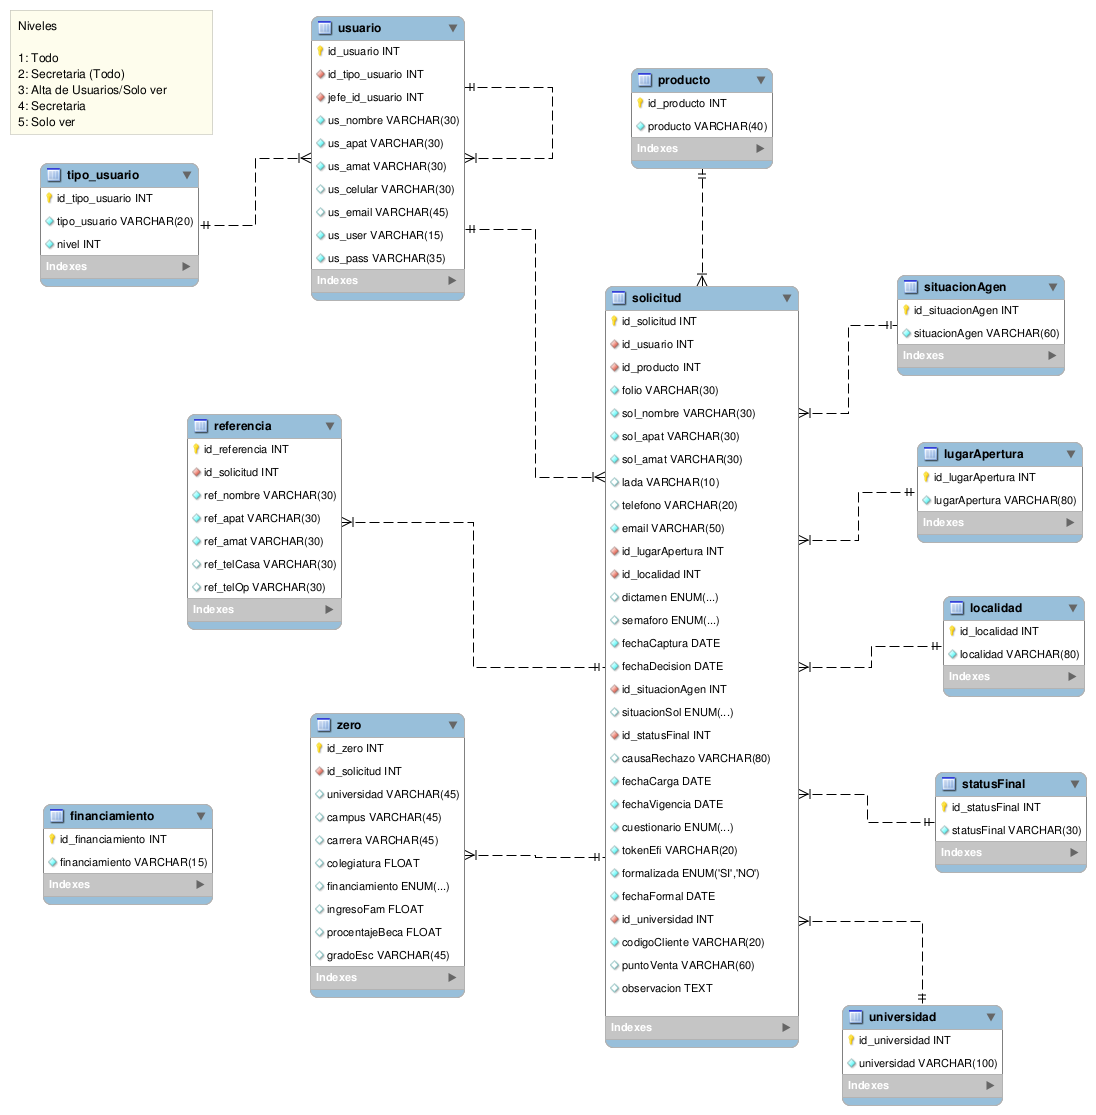 Niveles
1: Todo
2: Secretaria (Todo)
3: Alta de Usuarios/Solo ver
4: Secretaria
5: Solo ver
usuario
id_usuario INT
id_tipo_usuario INT
jefe_id_usuario INT
us_nombre VARCHAR(30)
us_apat VARCHAR(30)
us_amat VARCHAR(30)
us_celular VARCHAR(30)
us_email VARCHAR(45)
us_user VARCHAR(15)
us_pass VARCHAR(35)
Indexes
producto
id_producto INT
producto VARCHAR(40)
Indexes
tipo_usuario
id_tipo_usuario INT
tipo_usuario VARCHAR(20)
nivel INT
Indexes
solicitud
id_solicitud INT
id_usuario INT
id_producto INT
folio VARCHAR(30)
sol_nombre VARCHAR(30)
sol_apat VARCHAR(30)
sol_amat VARCHAR(30)
lada VARCHAR(10)
telefono VARCHAR(20)
email VARCHAR(50)
id_lugarApertura INT
id_localidad INT
dictamen ENUM(...)
semaforo ENUM(...)
fechaCaptura DATE
fechaDecision DATE
id_situacionAgen INT
situacionSol ENUM(...)
id_statusFinal INT
causaRechazo VARCHAR(80)
fechaCarga DATE
fechaVigencia DATE
cuestionario ENUM(...)
tokenEfi VARCHAR(20)
formalizada ENUM('SI','NO')
fechaFormal DATE
id_universidad INT
codigoCliente VARCHAR(20)
puntoVenta VARCHAR(60)
observacion TEXT
Indexes
situacionAgen
id_situacionAgen INT
situacionAgen VARCHAR(60)
Indexes
referencia
id_referencia INT
id_solicitud INT
ref_nombre VARCHAR(30)
ref_apat VARCHAR(30)
ref_amat VARCHAR(30)
ref_telCasa VARCHAR(30)
ref_telOp VARCHAR(30)
Indexes
lugarApertura
id_lugarApertura INT
lugarApertura VARCHAR(80)
Indexes
localidad
id_localidad INT
localidad VARCHAR(80)
Indexes
zero
id_zero INT
id_solicitud INT
universidad VARCHAR(45)
campus VARCHAR(45)
carrera VARCHAR(45)
colegiatura FLOAT
financiamiento ENUM(...)
ingresoFam FLOAT
procentajeBeca FLOAT
gradoEsc VARCHAR(45)
Indexes
statusFinal
id_statusFinal INT
statusFinal VARCHAR(30)
Indexes
financiamiento
id_financiamiento INT
financiamiento VARCHAR(15)
Indexes
universidad
id_universidad INT
universidad VARCHAR(100)
Indexes